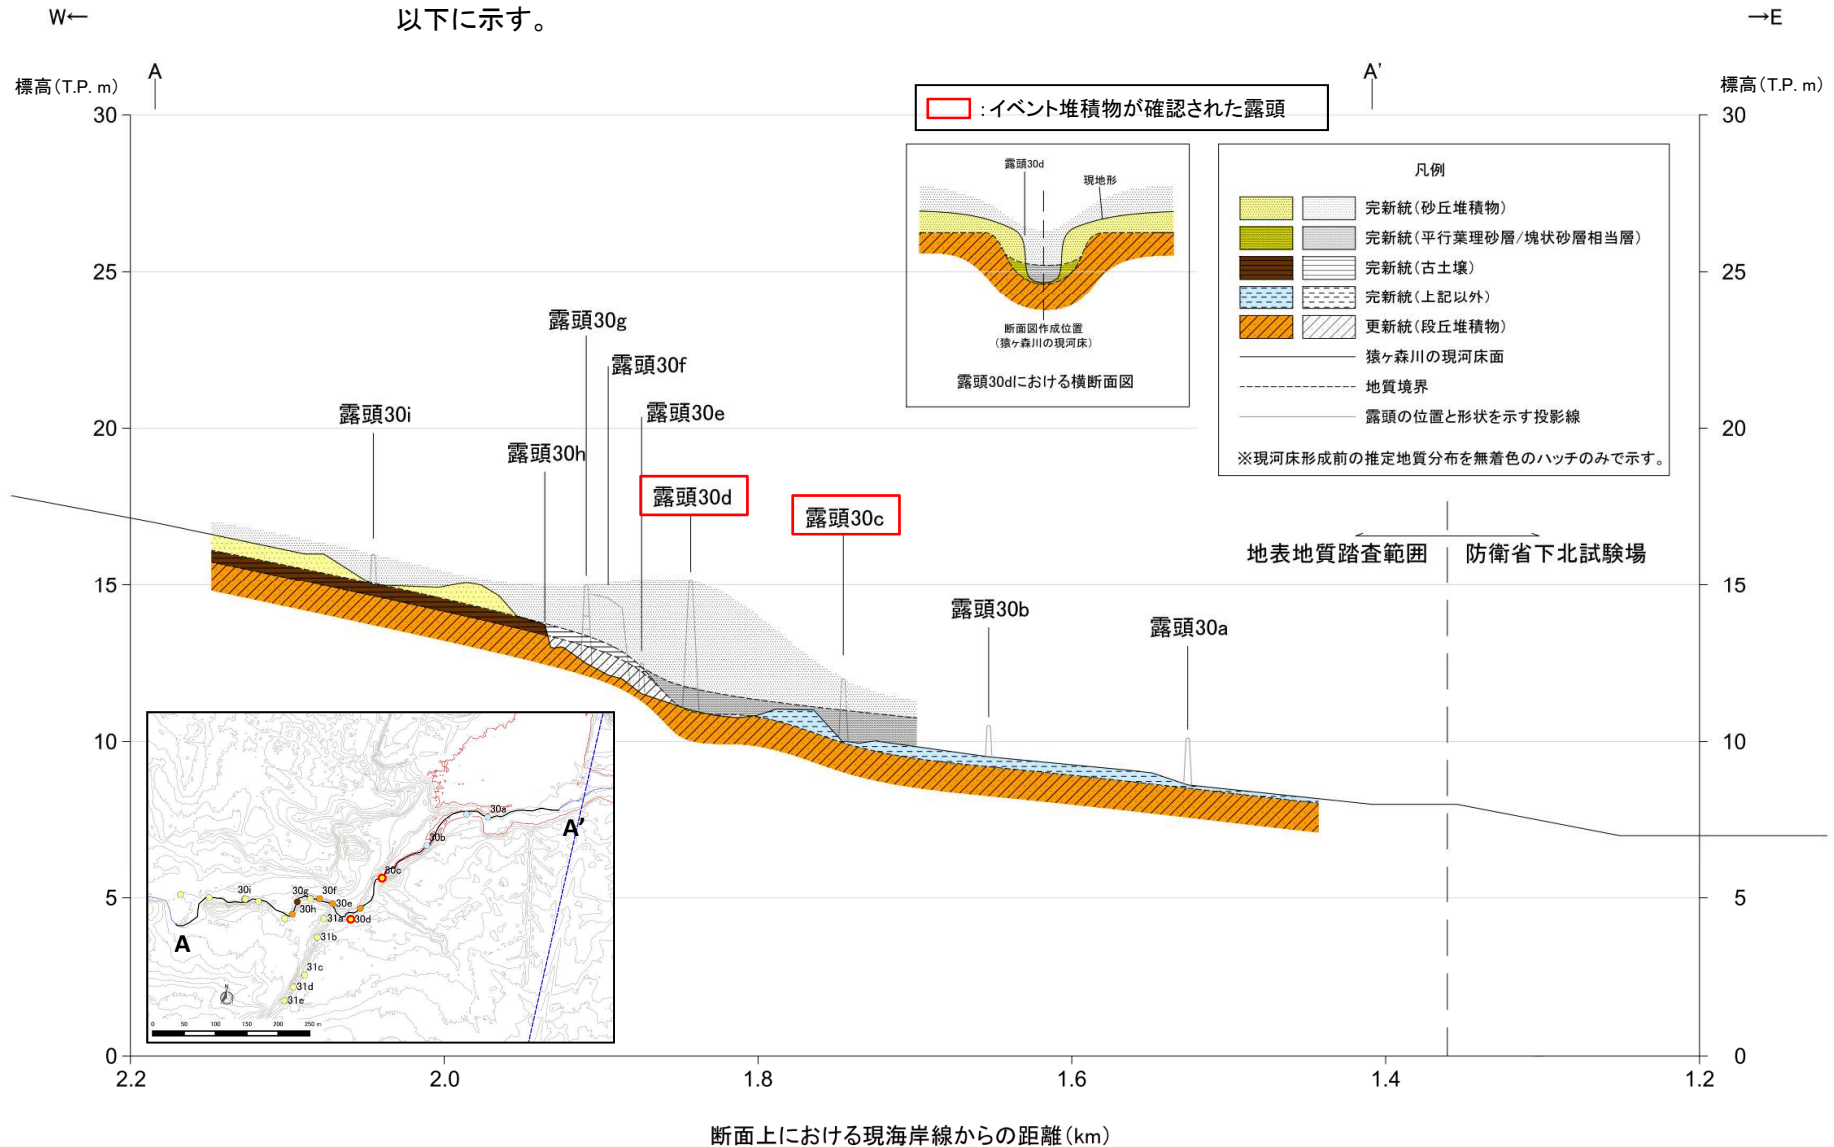 W← 以下に示す。 →E
A A'
標高（T.P. m） 標高（T.P. m）
：イベント堆積物が確認された露頭
30 30
25 25
20 20
15 15
10 10
5 5
0 0
露頭30d
現地形
断面図作成位置
（猿ヶ森川の現河床）
露頭30dにおける横断面図
凡例
完新統（砂丘堆積物）
完新統（平行葉理砂層/塊状砂層相当層）
完新統（古土壌）
完新統（上記以外）
更新統（段丘堆積物）
猿ヶ森川の現河床面
地質境界
露頭の位置と形状を示す投影線
※現河床形成前の推定地質分布を無着色のハッチのみで示す。
露頭30g
露頭30f
露頭30i
露頭30e
露頭30h
露頭30d
露頭30c
地表地質踏査範囲 防衛省下北試験場
露頭30b
露頭30a
30a
A'
30b
30c
30i 30g 30f
30e
30h
31a 30d
31b
A
31c
31d
31e
N
0 50 100 150 200 250 m
2.2 2.0 1.8 1.6 1.4 1.2
断面上における現海岸線からの距離（km）